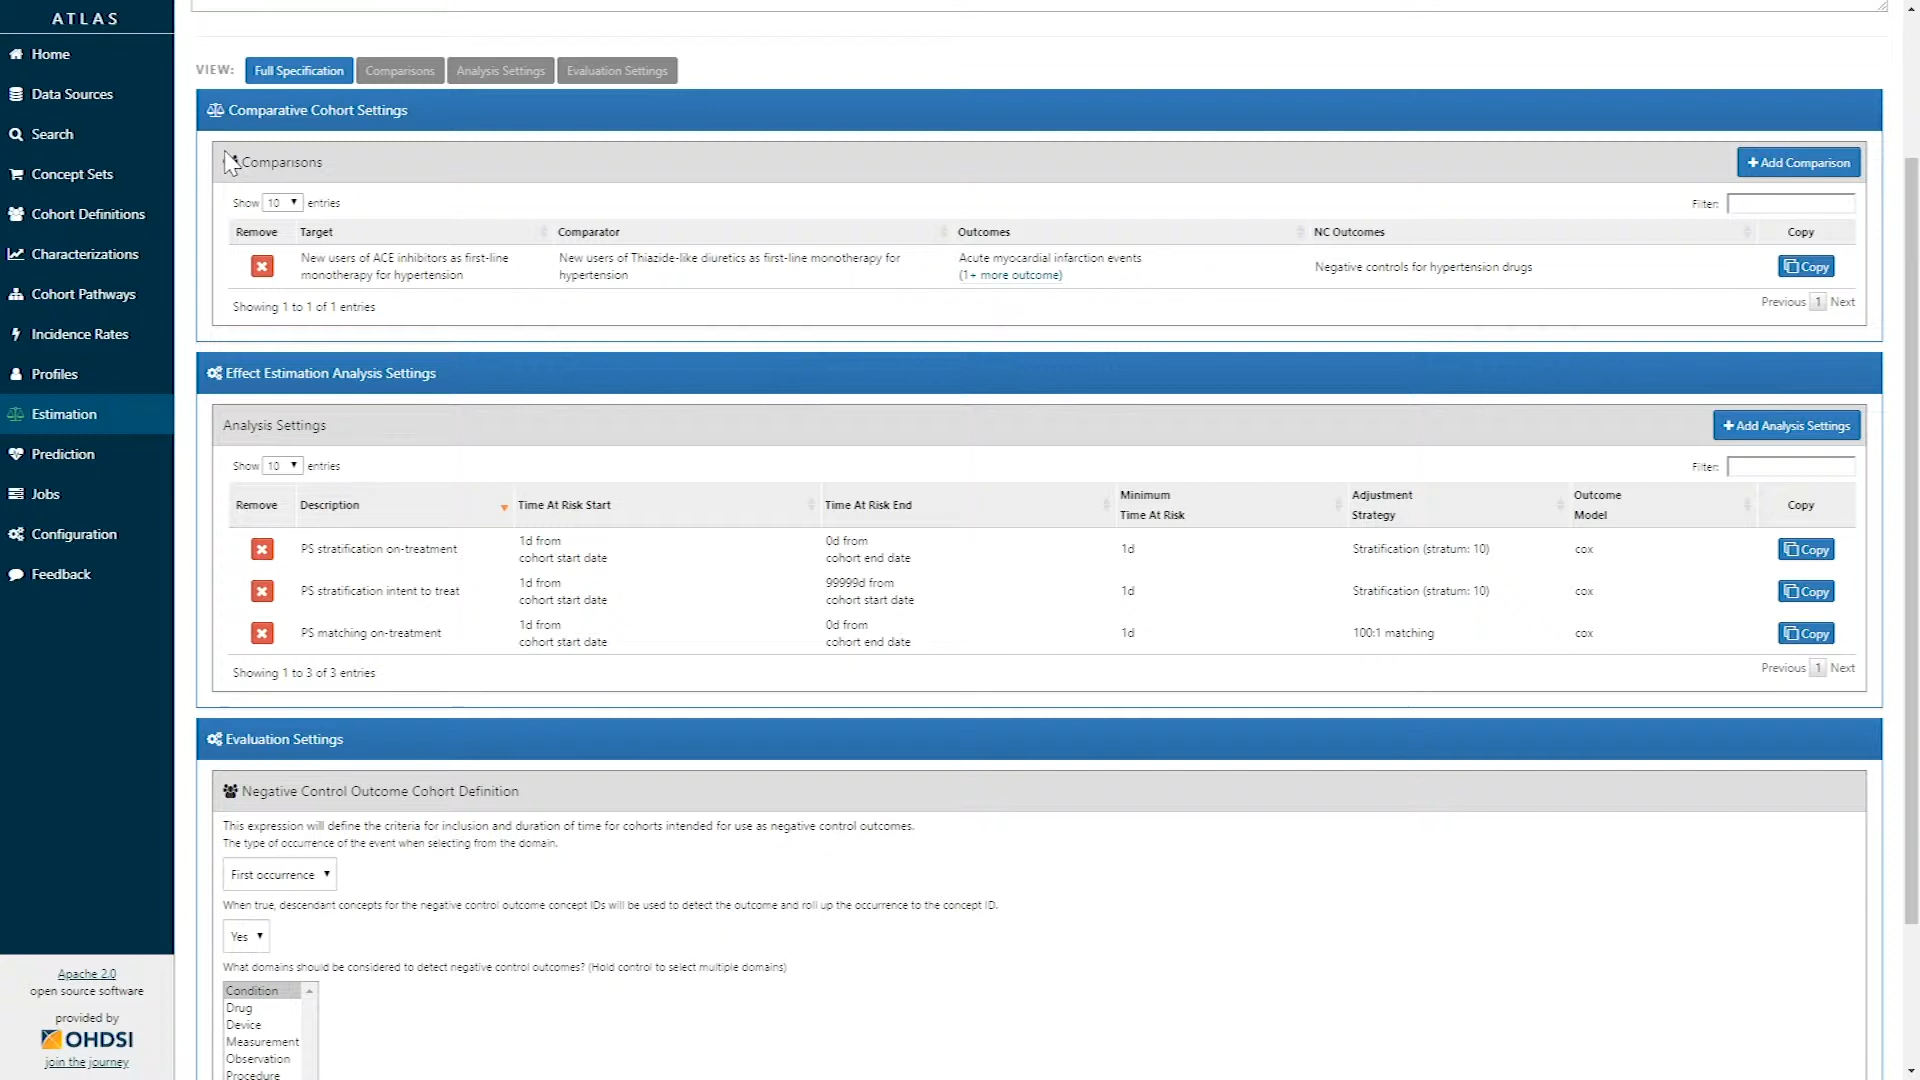 ATLAS
Home
Data Sources
Search
Concept Sets
Cohort Definitions
Characterizations
Cohort Pathways
Incidence Rates
Profiles
Estimation
Prediction
Jobs
Configuration
Feedback
Apache 2.0
open source software
provided by
OHDSI
join the journey
VIEW: Full Specification Comparisons Analysis Settings Evaluation Settings
Comparative Cohort Settings
Comparisons + Add Comparison
Show 10 entries Filter:
Remove Target Comparator Outcomes NC Outcomes Copy
New users of ACE inhibitors as first-line New users of Thiazide-like diuretics as first-line monotherapy for Acute myocardial infarction events
monotherapy for hypertension hypertension (1+ more outcome) Negative controls for hypertension drugs Copy
Showing 1 to 1 of 1 entries Previous 1 Next
Effect Estimation Analysis Settings
Analysis Settings + Add Analysis Settings
Show 10 entries Filter:
Remove Description Time At Risk Start Time At Risk End Minimum Time At Risk Adjustment Strategy Outcome Model Copy
PS stratification on-treatment 1d from cohort start date 0d from cohort end date 1d Stratification (stratum: 10) cox Copy
PS stratification intent to treat 1d from cohort start date 99999d from cohort start date 1d Stratification (stratum: 10) cox Copy
PS matching on-treatment 1d from cohort start date 0d from cohort end date 1d 100:1 matching cox Copy
Showing 1 to 3 of 3 entries Previous 1 Next
Evaluation Settings
Negative Control Outcome Cohort Definition
This expression will define the criteria for inclusion and duration of time for cohorts intended for use as negative control outcomes.
The type of occurrence of the event when selecting from the domain.
First occurrence
When true, descendant concepts for the negative control outcome concept IDs will be used to detect the outcome and roll up the occurrence to the concept ID.
Yes
What domains should be considered to detect negative control outcomes? (Hold control to select multiple domains)
Condition
Drug
Device
Measurement
Observation
Procedure